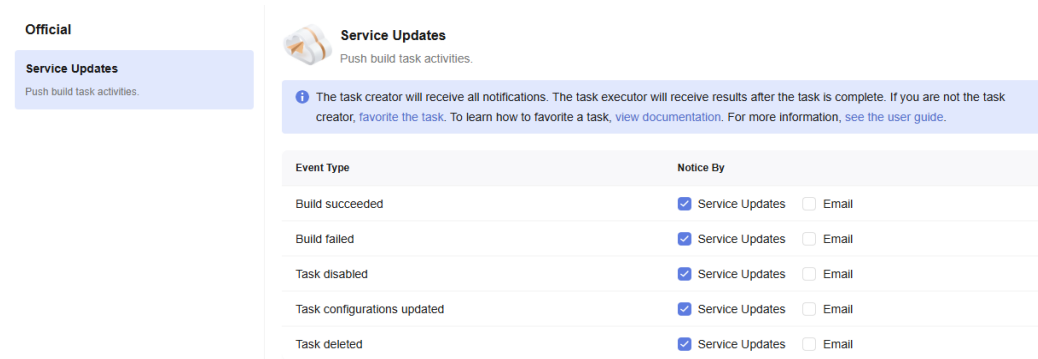 Official
Service Updates
Push build task activities.
Service Updates
Push build task activities.
The task creator will receive all notifications. The task executor will receive results after the task is complete. If you are not the task
creator, favorite the task. To learn how to favorite a task, view documentation. For more information, see the user guide.
Event Type Notice By
Build succeeded Service Updates Email
Build failed Service Updates Email
Task disabled Service Updates Email
Task configurations updated Service Updates Email
Task deleted Service Updates Email